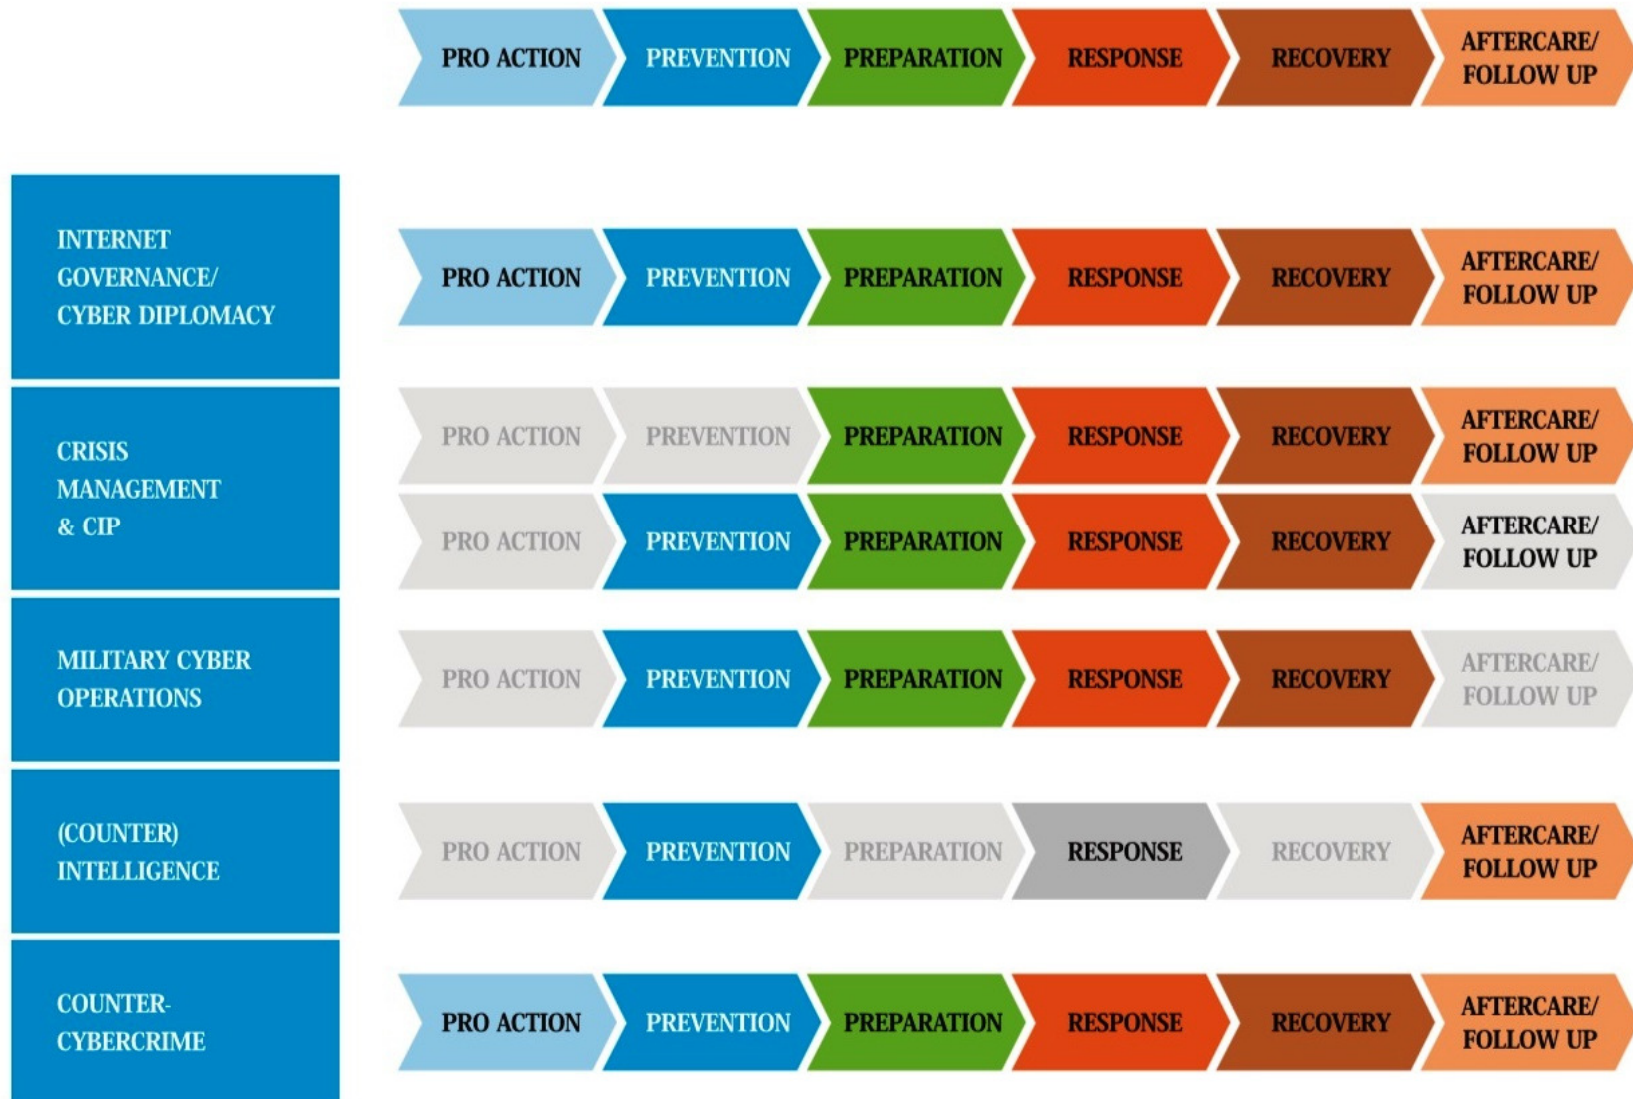 PRO ACTION
PREVENTION
PREPARATION
RESPONSE
RECOVERY
AFTERCARE/
FOLLOW UP
INTERNET
GOVERNANCE/
CYBER DIPLOMACY
PRO ACTION
PREVENTION
PREPARATION
RESPONSE
RECOVERY
AFTERCARE/
FOLLOW UP
CRISIS
MANAGEMENT
& CIP
PRO ACTION
PREVENTION
PREPARATION
RESPONSE
RECOVERY
AFTERCARE/
FOLLOW UP
PRO ACTION
PREVENTION
PREPARATION
RESPONSE
RECOVERY
AFTERCARE/
FOLLOW UP
MILITARY CYBER
OPERATIONS
PRO ACTION
PREVENTION
PREPARATION
RESPONSE
RECOVERY
AFTERCARE/
FOLLOW UP
(COUNTER)
INTELLIGENCE
PRO ACTION
PREVENTION
PREPARATION
RESPONSE
RECOVERY
AFTERCARE/
FOLLOW UP
COUNTER-
CYBERCRIME
PRO ACTION
PREVENTION
PREPARATION
RESPONSE
RECOVERY
AFTERCARE/
FOLLOW UP